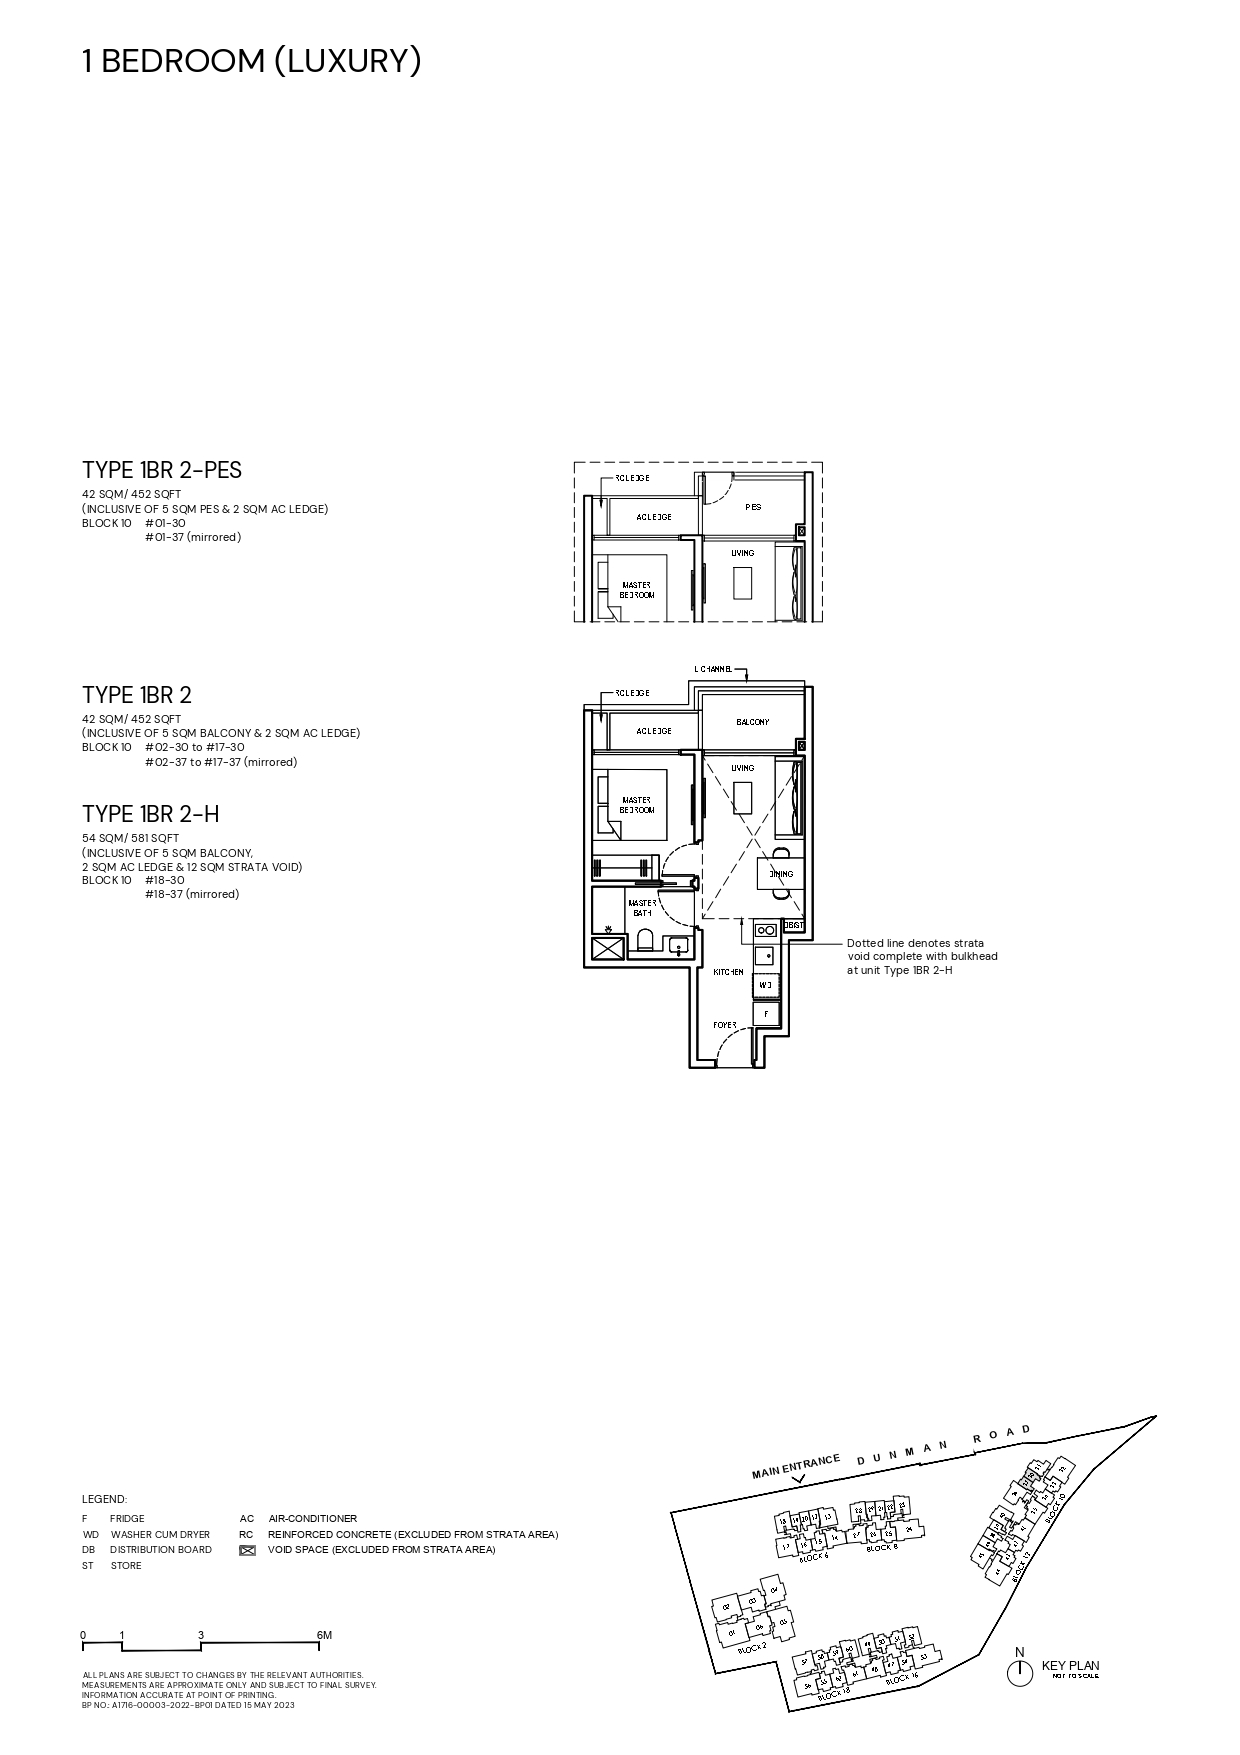 1 BEDROOM (LUXURY)
TYPE 1BR 2-PES
42 SQM/ 452 SQFT
(INCLUSIVE OF 5 SQM PES & 2 SQM AC LEDGE)
BLOCK 10 #01-30
#01-37 (mirrored)
RC LEDGE
AC LEDGE
PES
LIVING
MASTER
BEDROOM
TYPE 1BR 2
42 SQM/ 452 SQFT
(INCLUSIVE OF 5 SQM BALCONY & 2 SQM AC LEDGE)
BLOCK 10 #02-30 to #17-30
#02-37 to #17-37 (mirrored)
TYPE 1BR 2-H
54 SQM/ 581 SQFT
(INCLUSIVE OF 5 SQM BALCONY,
2 SQM AC LEDGE & 12 SQM STRATA VOID)
BLOCK 10 #18-30
#18-37 (mirrored)
L CHANNEL
RC LEDGE
AC LEDGE
BALCONY
LIVING
MASTER
BEDROOM
DINING
MASTER
BATH
DB/ST
KITCHEN
WD
F
FOYER
Dotted line denotes strata
void complete with bulkhead
at unit Type 1BR 2-H
LEGEND:
F FRIDGE
WD WASHER CUM DRYER
DB DISTRIBUTION BOARD
ST STORE
AC AIR-CONDITIONER
RC REINFORCED CONCRETE (EXCLUDED FROM STRATA AREA)
VOID SPACE (EXCLUDED FROM STRATA AREA)
0 1 3 6M
ALL PLANS ARE SUBJECT TO CHANGES BY THE RELEVANT AUTHORITIES.
MEASUREMENTS ARE APPROXIMATE ONLY AND SUBJECT TO FINAL SURVEY.
INFORMATION ACCURATE AT POINT OF PRINTING.
BP NO.: A1716-00003-2022-BP01 DATED 15 MAY 2023
MAIN ENTRANCE
DUNMAN ROAD
BLOCK 6
BLOCK 8
BLOCK 10
BLOCK 12
BLOCK 2
BLOCK 18
BLOCK 16
N
KEY PLAN
NOT TO SCALE